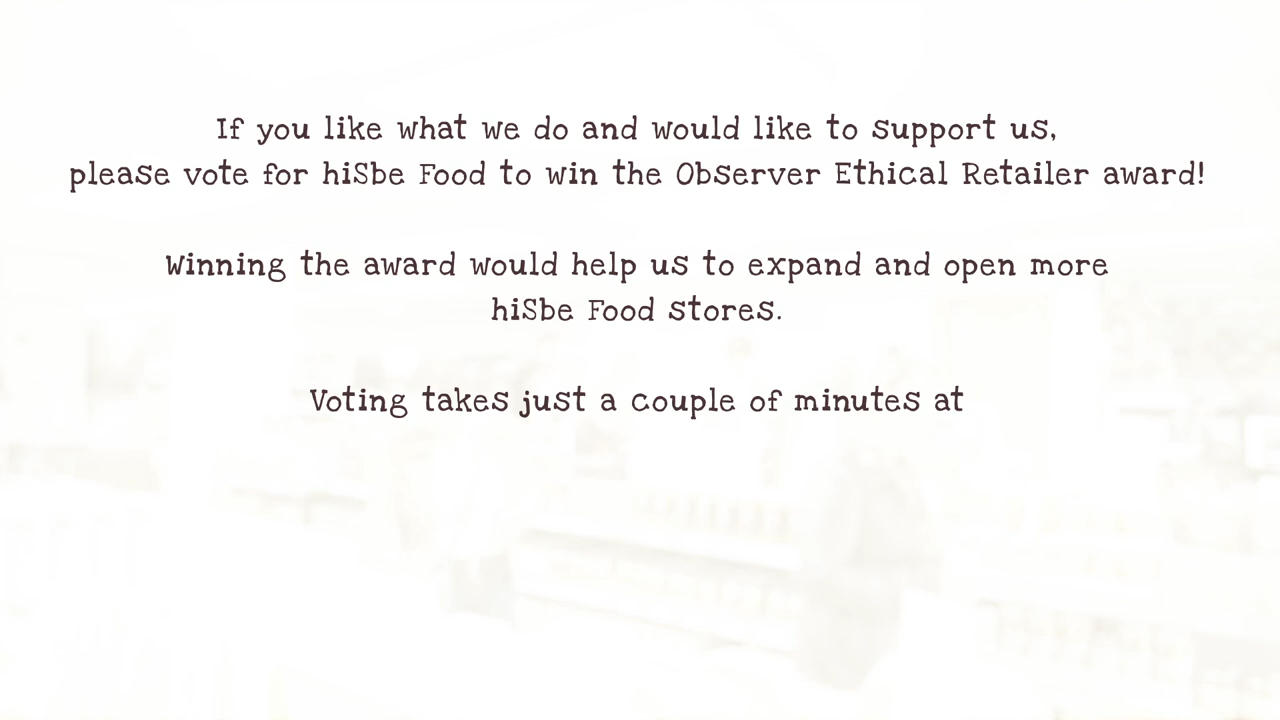 If you like what we do and would like to support us,
please vote for hiSbe Food to win the Observer Ethical Retailer award!
Winning the award would help us to expand and open more
hiSbe Food stores.
Voting takes just a couple of minutes at